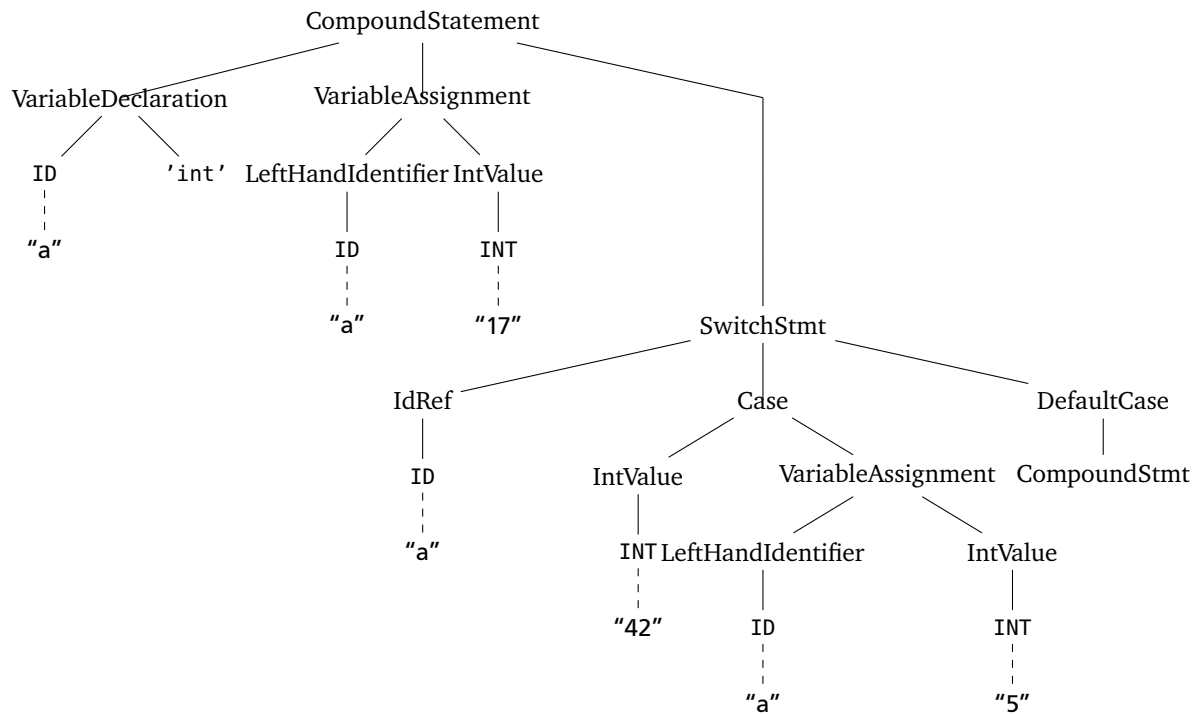 CompoundStatement
VariableDeclaration VariableAssignment
ID ’int’ LeftHandIdentifier IntValue
“a” ID INT
“a” “17” SwitchStmt
IdRef Case DefaultCase
ID IntValue VariableAssignment CompoundStmt
“a” INT LeftHandIdentifier IntValue
“42” ID INT
“a” “5”